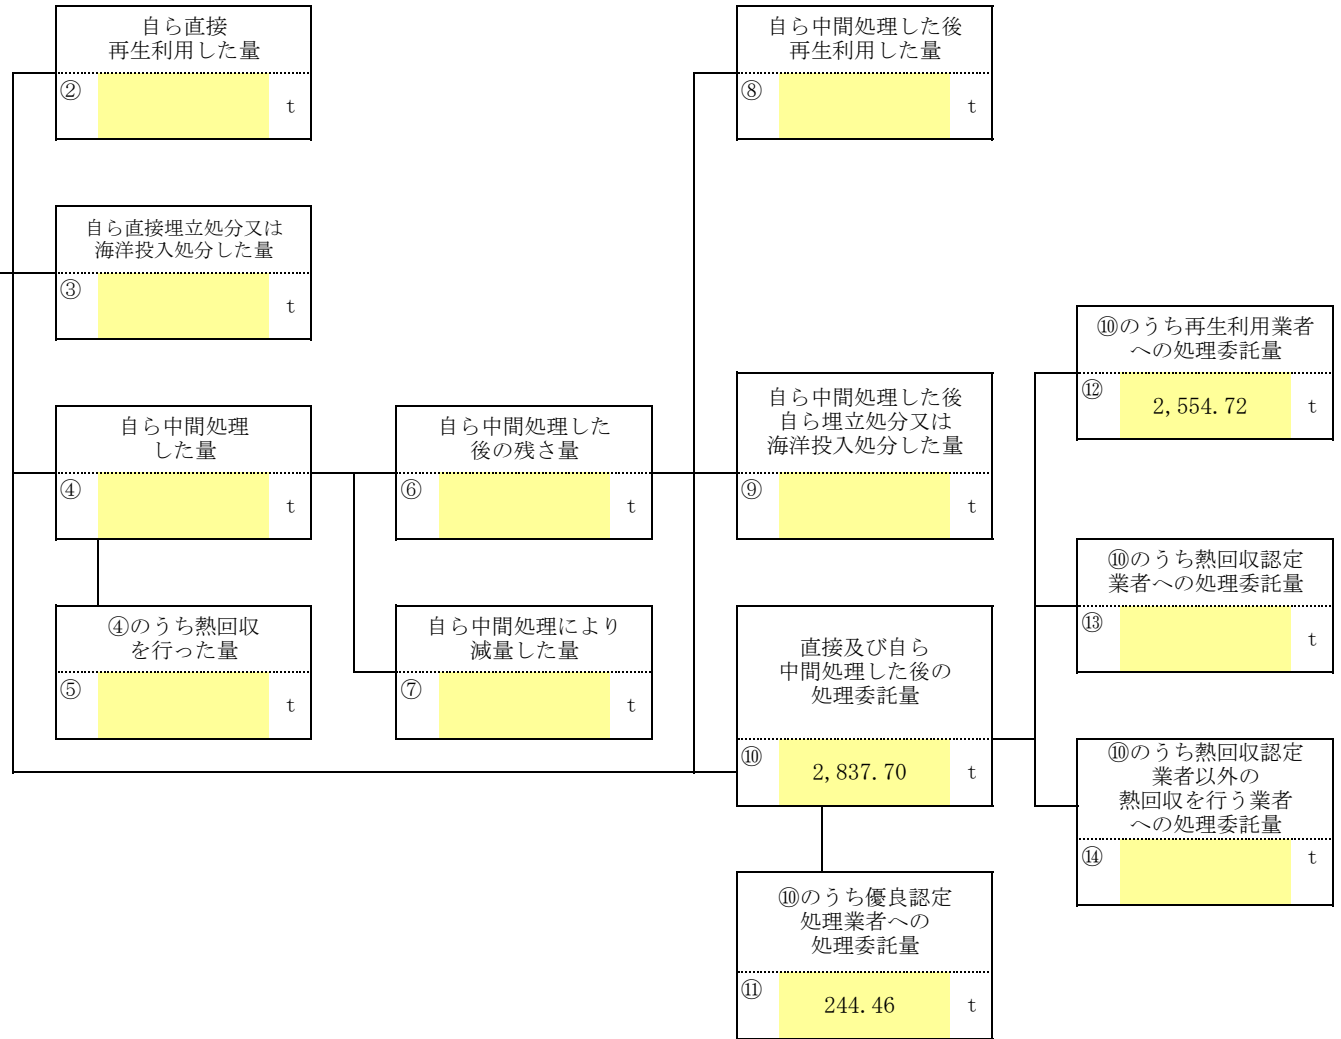 自ら直接
再生利用した量
②
t
自ら中間処理した後
再生利用した量
⑧
t
自ら直接埋立処分又は
海洋投入処分した量
③
t
⑩のうち再生利用業者
への処理委託量
⑫
2,554.72
t
自ら中間処理
した量
④
t
自ら中間処理した
後の残さ量
⑥
t
自ら中間処理した後
自ら埋立処分又は
海洋投入処分した量
⑨
t
⑩のうち熱回収認定
業者への処理委託量
⑬
t
④のうち熱回収
を行った量
⑤
t
自ら中間処理により
減量した量
⑦
t
直接及び自ら
中間処理した後の
処理委託量
⑩
2,837.70
t
⑩のうち熱回収認定
業者以外の
熱回収を行う業者
への処理委託量
⑭
t
⑩のうち優良認定
処理業者への
処理委託量
⑪
244.46
t